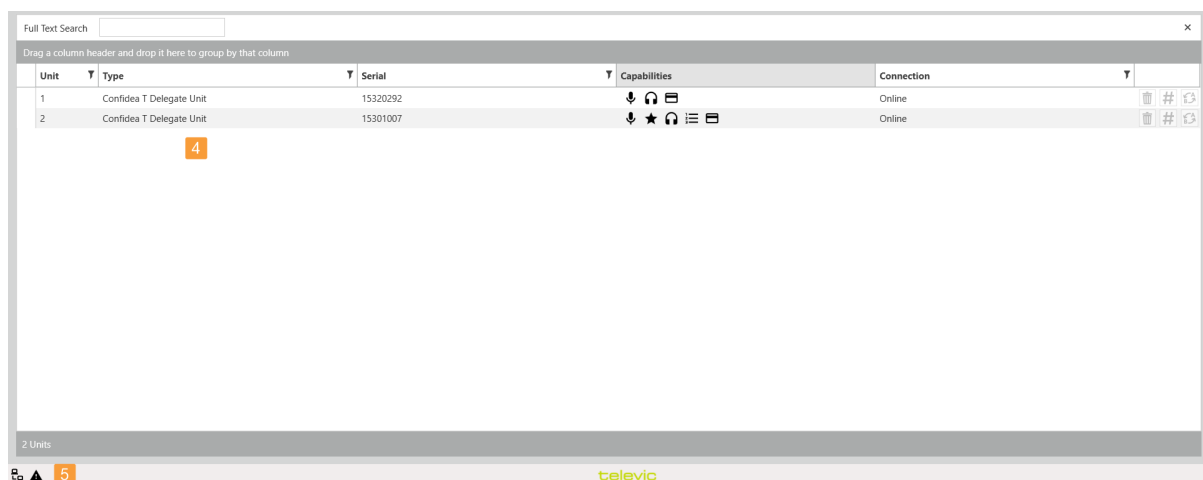 Full Text Search
Drag a column header and drop it here to group by that column
Unit Type Serial Capabilities Connection
1 Confidea T Delegate Unit 15320292 Online
2 Confidea T Delegate Unit 15301007 Online
4
2 Units
5
televic